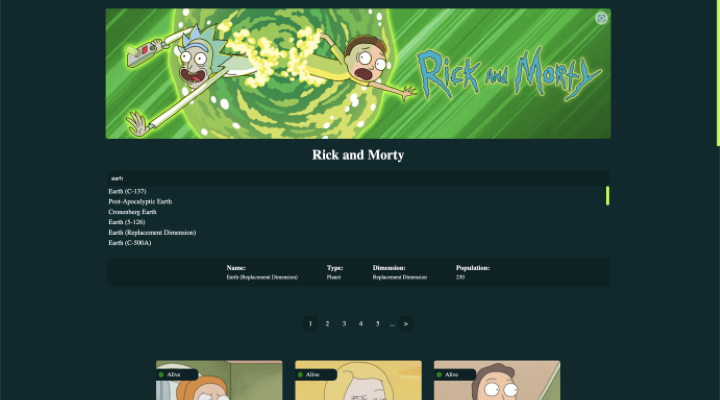 Rick and Morty
Rick and Morty
earth
Earth (C-137)
Post-Apocalyptic Earth
Cronenberg Earth
Earth (5-126)
Earth (Replacement Dimension)
Earth (C-500A)
Name: Type: Dimension: Population:
Earth (Replacement Dimension) Planet Replacement Dimension 230
1 2 3 4 5 ... >
Alive Alive Alive